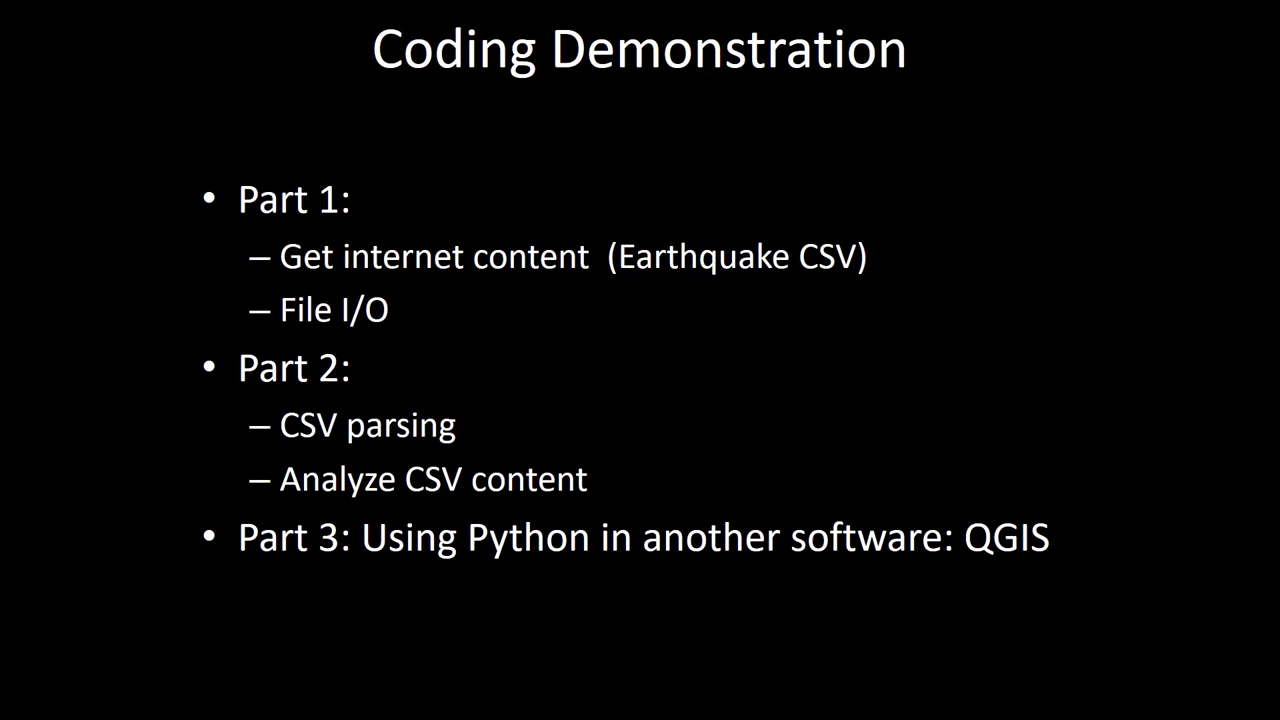 Coding Demonstration
• Part 1:
– Get internet content  (Earthquake CSV)
– File I/O
• Part 2:
– CSV parsing
– Analyze CSV content
• Part 3: Using Python in another software: QGIS